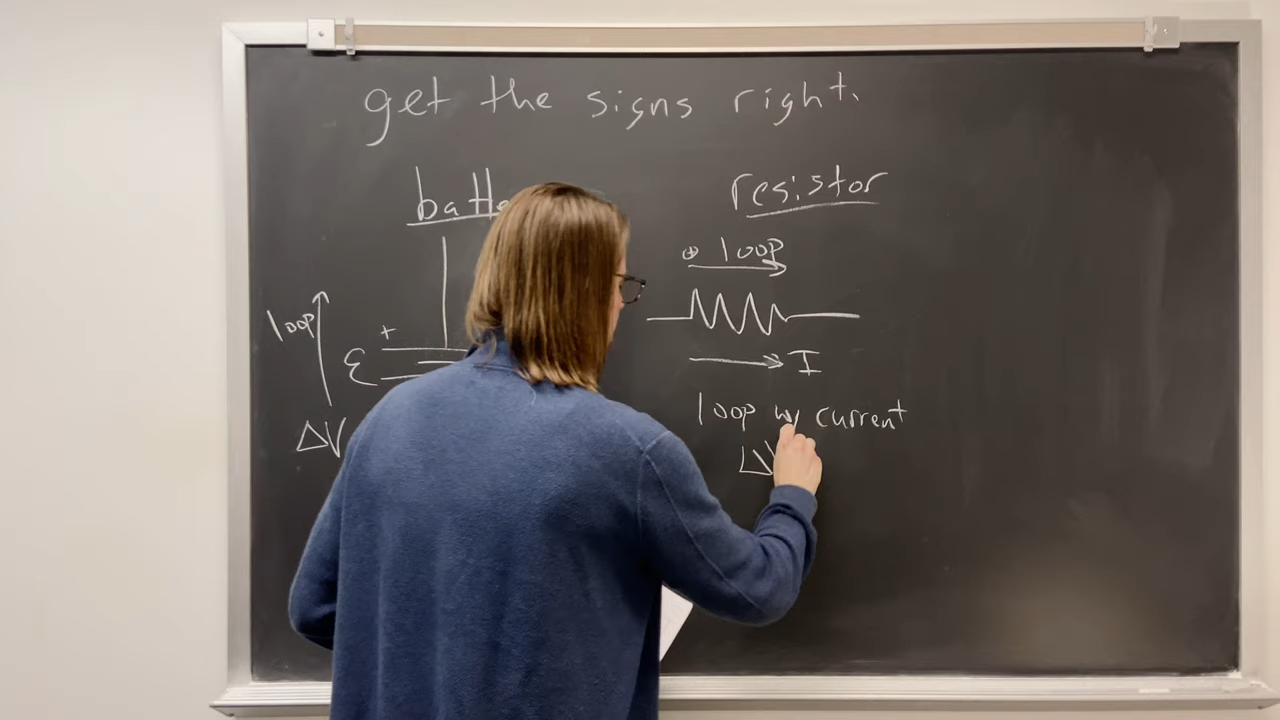 get the signs right.
resistor
⊕ loop
loop
+
ℰ
I
loop w/ current
ΔV
ΔV